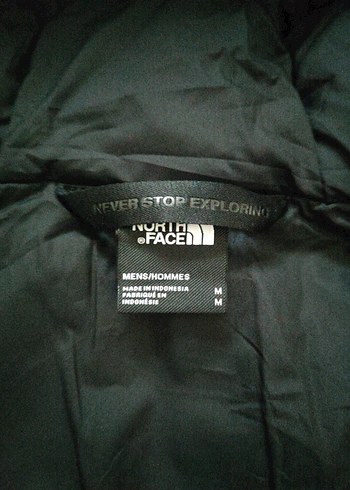 NEVER STOP EXPLORING
NORTH
®FACE
MENS/HOMMES
MADE IN INDONESIA M
FABRIQUÉ EN
INDONÉSIE M